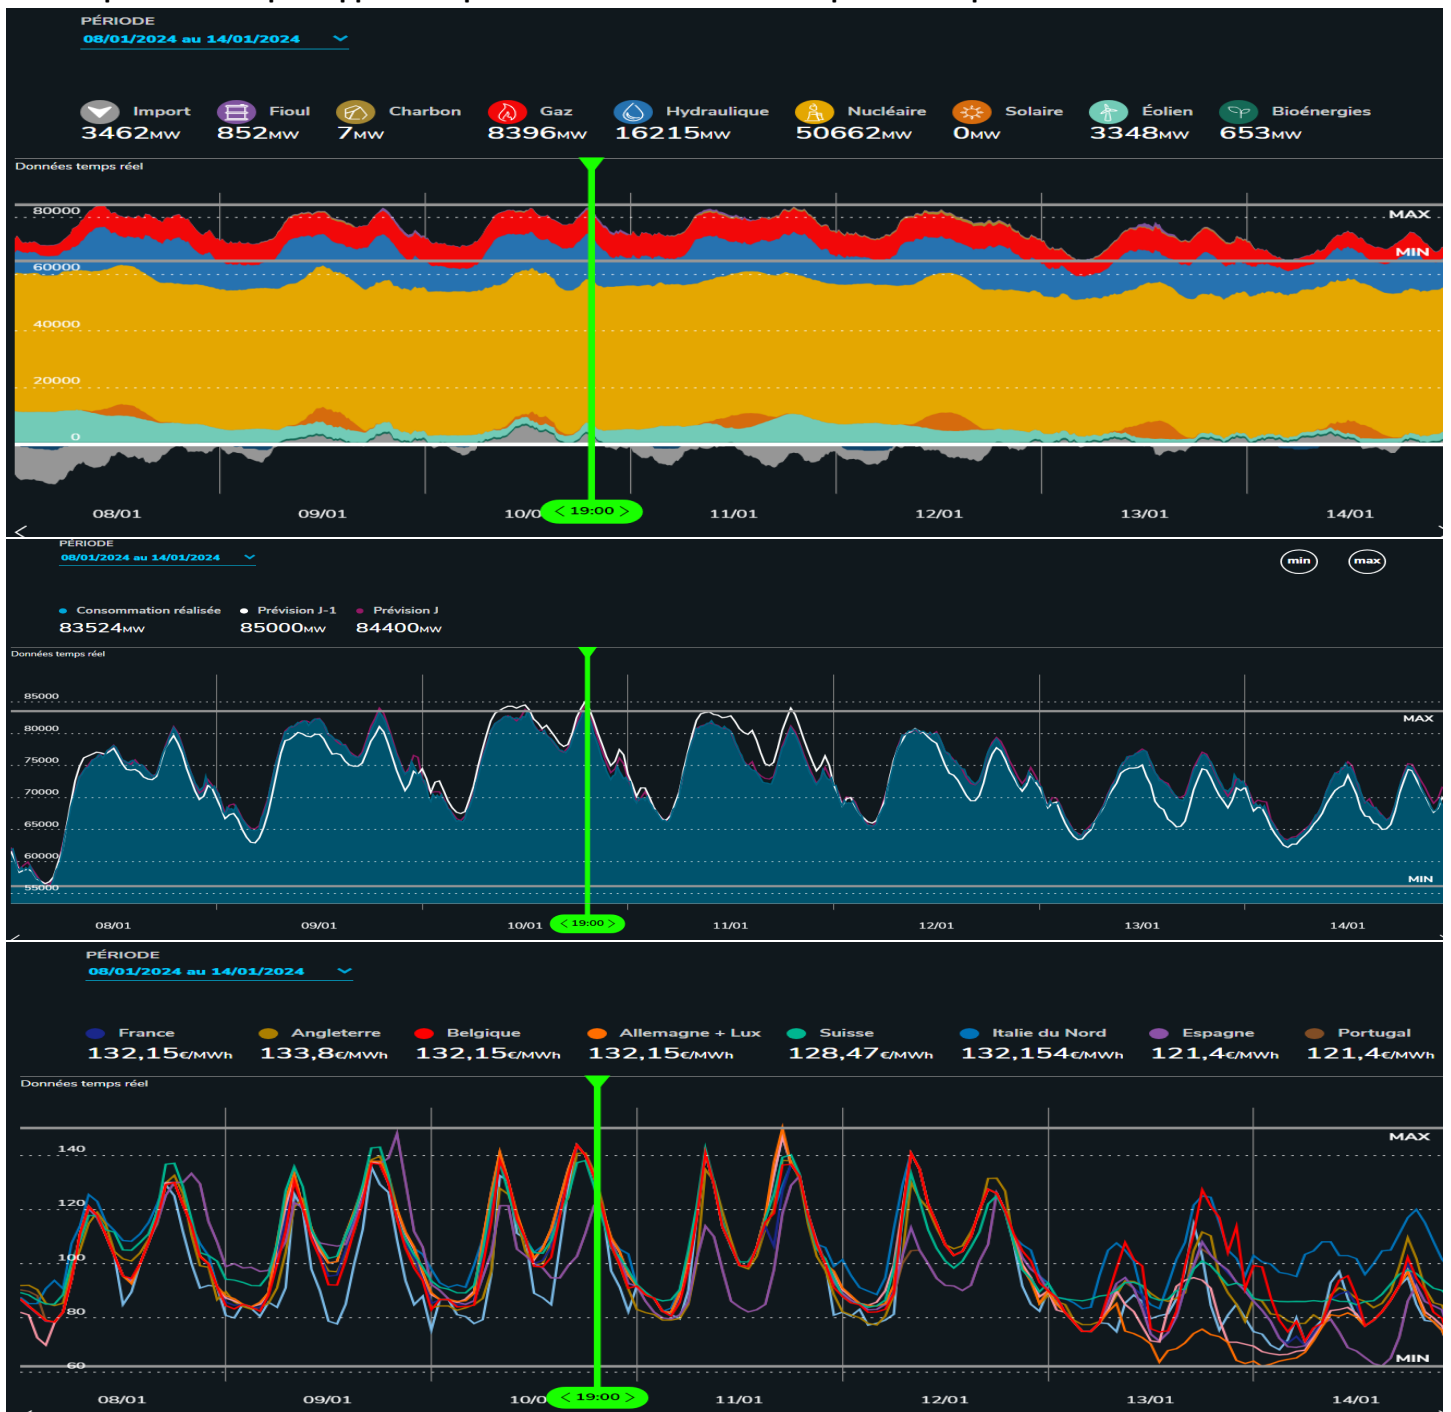 PÉRIODE
08/01/2024 au 14/01/2024
Import Fioul Charbon Gaz Hydraulique Nucléaire Solaire Éolien Bioénergies
3462MW 852MW 7MW 8396MW 16215MW 50662MW 0MW 3348MW 653MW
Données temps réel
80000
MAX
MIN
60000
40000
20000
0
< 19:00 >
08/01 09/01 10/0 11/01 12/01 13/01 14/01
PÉRIODE
08/01/2024 au 14/01/2024
min max
Consommation réalisée Prévision J-1 Prévision J
83524MW 85000MW 84400MW
Données temps réel
85000
MAX
80000
75000
70000
65000
60000
MIN
55000
08/01 09/01 10/01 < 19:00 > 11/01 12/01 13/01 14/01
PÉRIODE
08/01/2024 au 14/01/2024
France Angleterre Belgique Allemagne + Lux Suisse Italie du Nord Espagne Portugal
132,15€/MWh 133,8€/MWh 132,15€/MWh 132,15€/MWh 128,47€/MWh 132,154€/MWh 121,4€/MWh 121,4€/MWh
Données temps réel
MAX
140
120
100
80
60
MIN
08/01 09/01 10/0 < 19:00 > 11/01 12/01 13/01 14/01